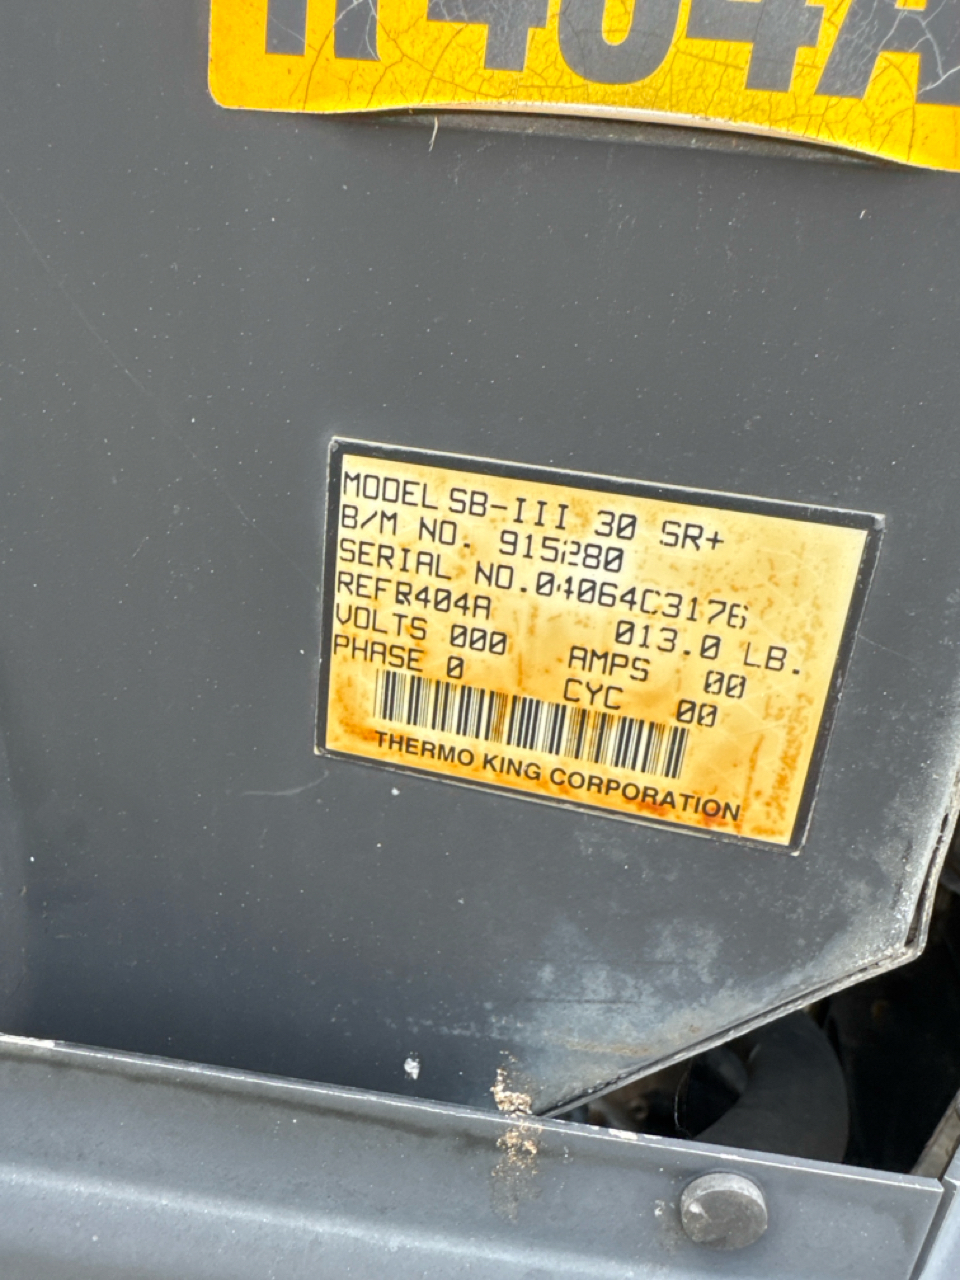 R404A
MODEL SB-III 30 SR+
B/M NO. 915280
SERIAL NO. 04064C3176
REFR404A 013.0 LB.
VOLTS 000 AMPS 00
PHASE 0 CYC 00
THERMO KING CORPORATION